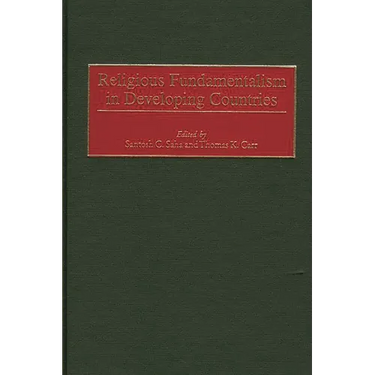 Religious Fundamentalism
in Developing Countries
Edited by
Santosh C. Saha and Thomas K. Carr